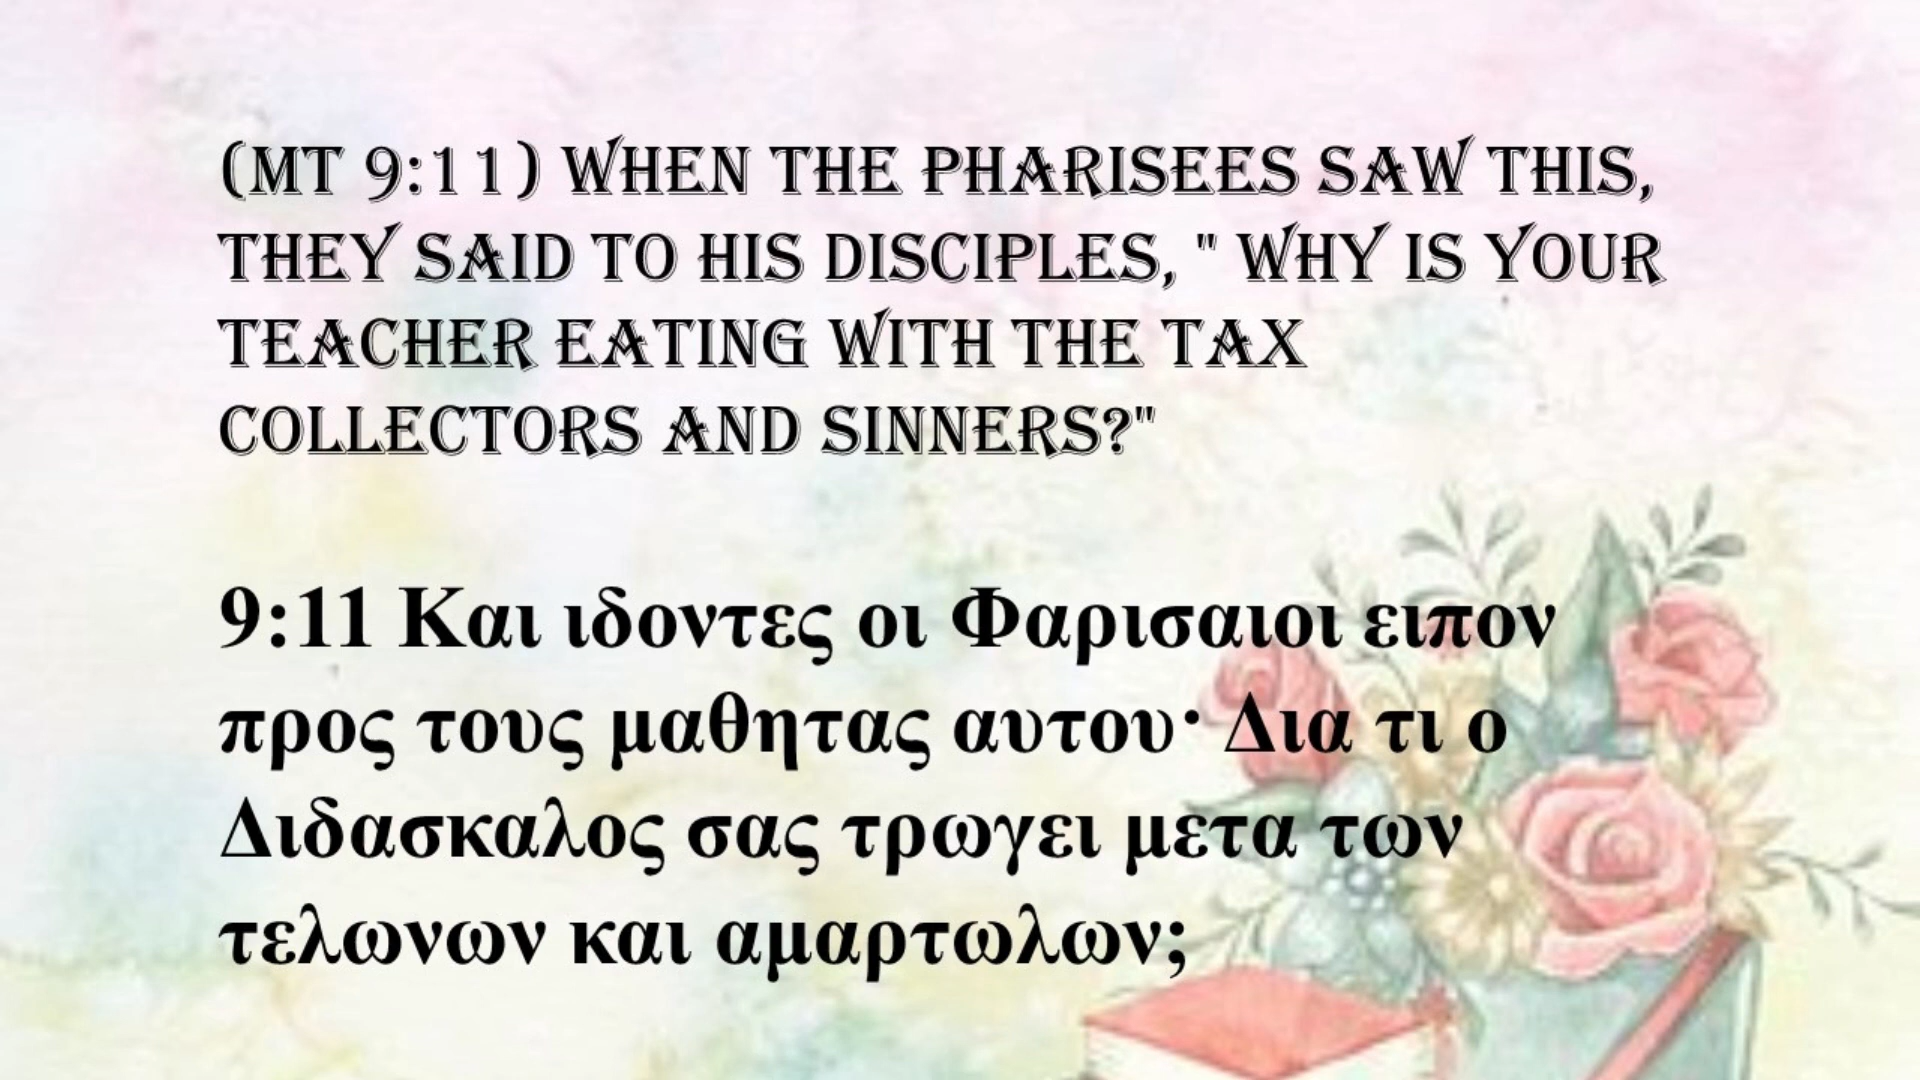 (MT 9:11) WHEN THE PHARISEES SAW THIS,
THEY SAID TO HIS DISCIPLES, " WHY IS YOUR
TEACHER EATING WITH THE TAX
COLLECTORS AND SINNERS?"
9:11 Και ιδοντες οι Φαρισαιοι ειπον
προς τους μαθητας αυτου· Δια τι ο
Διδασκαλος σας τρωγει μετα των
τελωνων και αμαρτωλων;